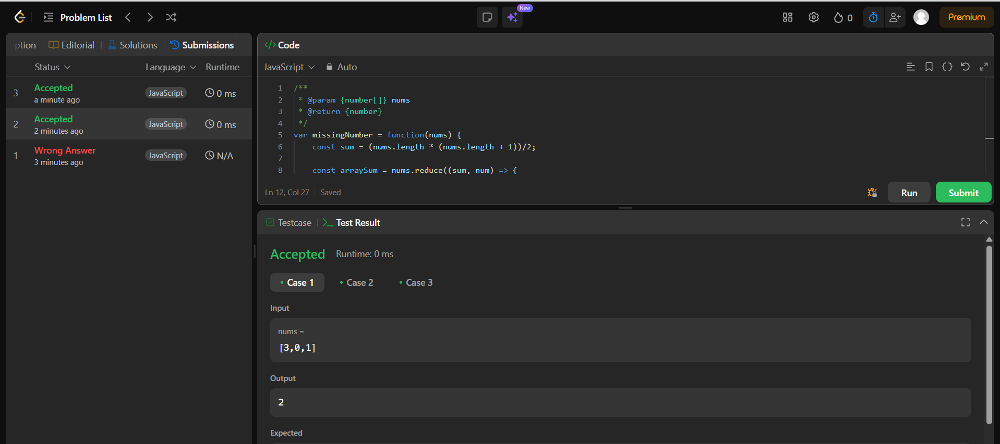 Problem List
New
0
Premium
ption
Editorial
Solutions
Submissions
Status
Language
Runtime
3
Accepted
a minute ago
JavaScript
0 ms
2
Accepted
2 minutes ago
JavaScript
0 ms
1
Wrong Answer
3 minutes ago
JavaScript
N/A
</> Code
JavaScript
Auto
1 /**
2 * @param {number[]} nums
3 * @return {number}
4 */
5 var missingNumber = function(nums) {
6 const sum = (nums.length * (nums.length + 1))/2;
7
8 const arraySum = nums.reduce((sum, num) => {
Ln 12, Col 27
Saved
Run
Submit
Testcase
>_ Test Result
Accepted
Runtime: 0 ms
Case 1
Case 2
Case 3
Input
nums =
[3,0,1]
Output
2
Expected